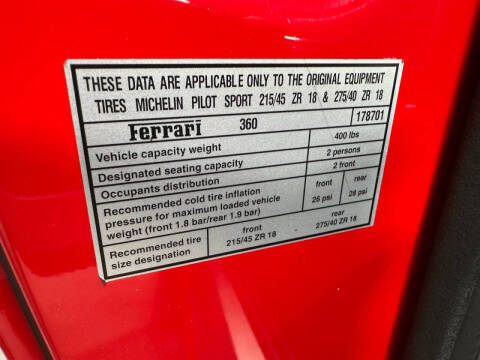 THESE DATA ARE APPLICABLE ONLY TO THE ORIGINAL EQUIPMENT
TIRES MICHELIN PILOT SPORT 215/45 ZR 18 & 275/40 ZR 18
Ferrari 360 178701
Vehicle capacity weight 400 lbs
Designated seating capacity 2 persons
Occupants distribution 2 front
Recommended cold tire inflation front rear
pressure for maximum loaded vehicle 26 psi 28 psi
weight (front 1.8 bar/rear 1.9 bar)
Recommended tire front rear
size designation 215/45 ZR 18 - 275/40 ZR 18